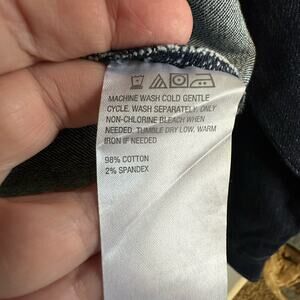 MACHINE WASH COLD GENTLE
CYCLE, WASH SEPARATELY, ONLY
NON-CHLORINE BLEACH WHEN
NEEDED, TUMBLE DRY LOW, WARM
IRON IF NEEDED
98% COTTON
2% SPANDEX